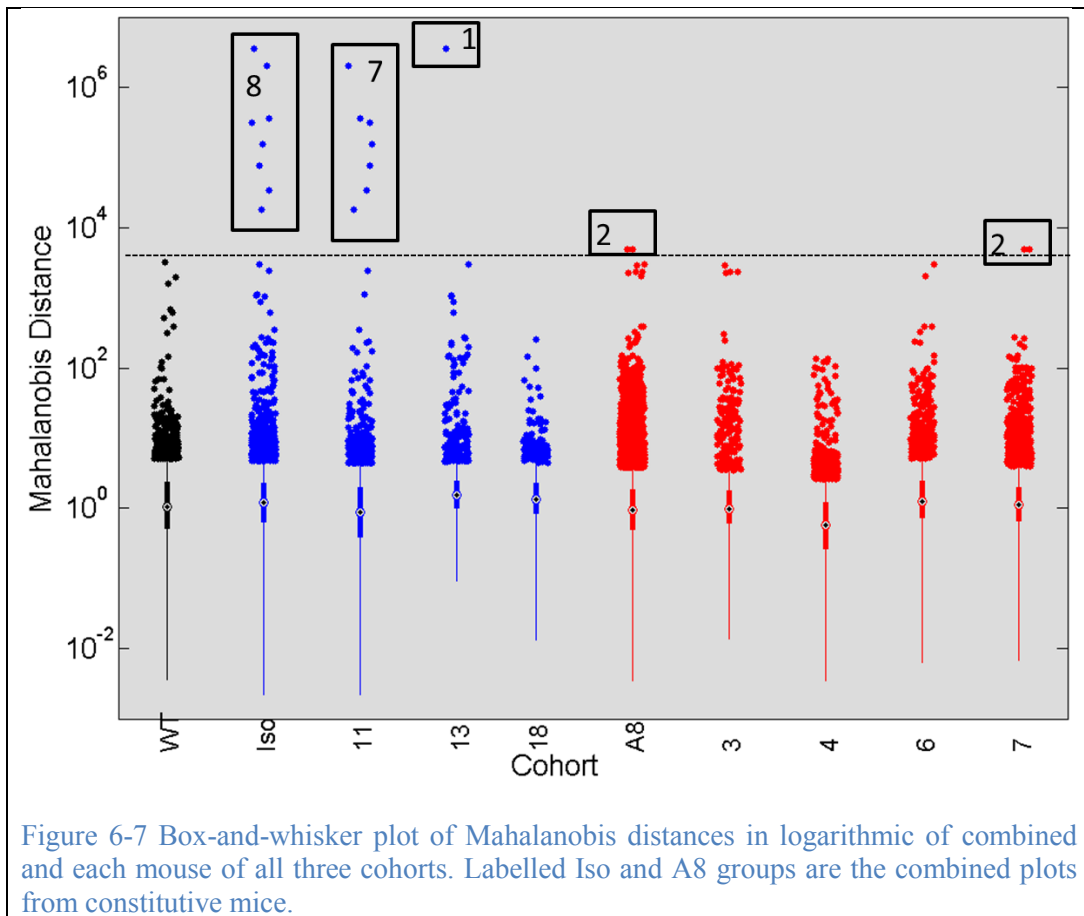 8
7
1
2
2
10^6
10^4
10^2
10^0
10^-2
Mahalanobis Distance
WT
Iso
11
13
18
A8
3
4
6
7
Cohort
Figure 6-7 Box-and-whisker plot of Mahalanobis distances in logarithmic of combined
and each mouse of all three cohorts. Labelled Iso and A8 groups are the combined plots
from constitutive mice.